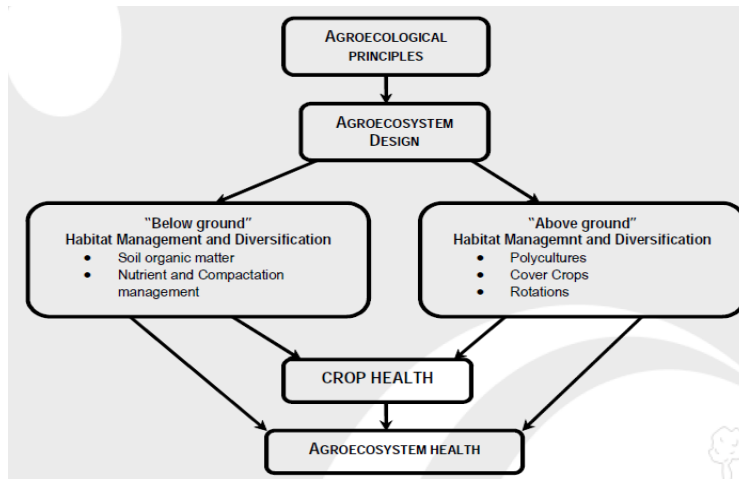 AGROECOLOGICAL
PRINCIPLES
AGROECOSYSTEM
DESIGN
"Below ground"
Habitat Management and Diversification
● Soil organic matter
● Nutrient and Compactation
management
"Above ground"
Habitat Managemnt and Diversification
● Polycultures
● Cover Crops
● Rotations
CROP HEALTH
AGROECOSYSTEM HEALTH